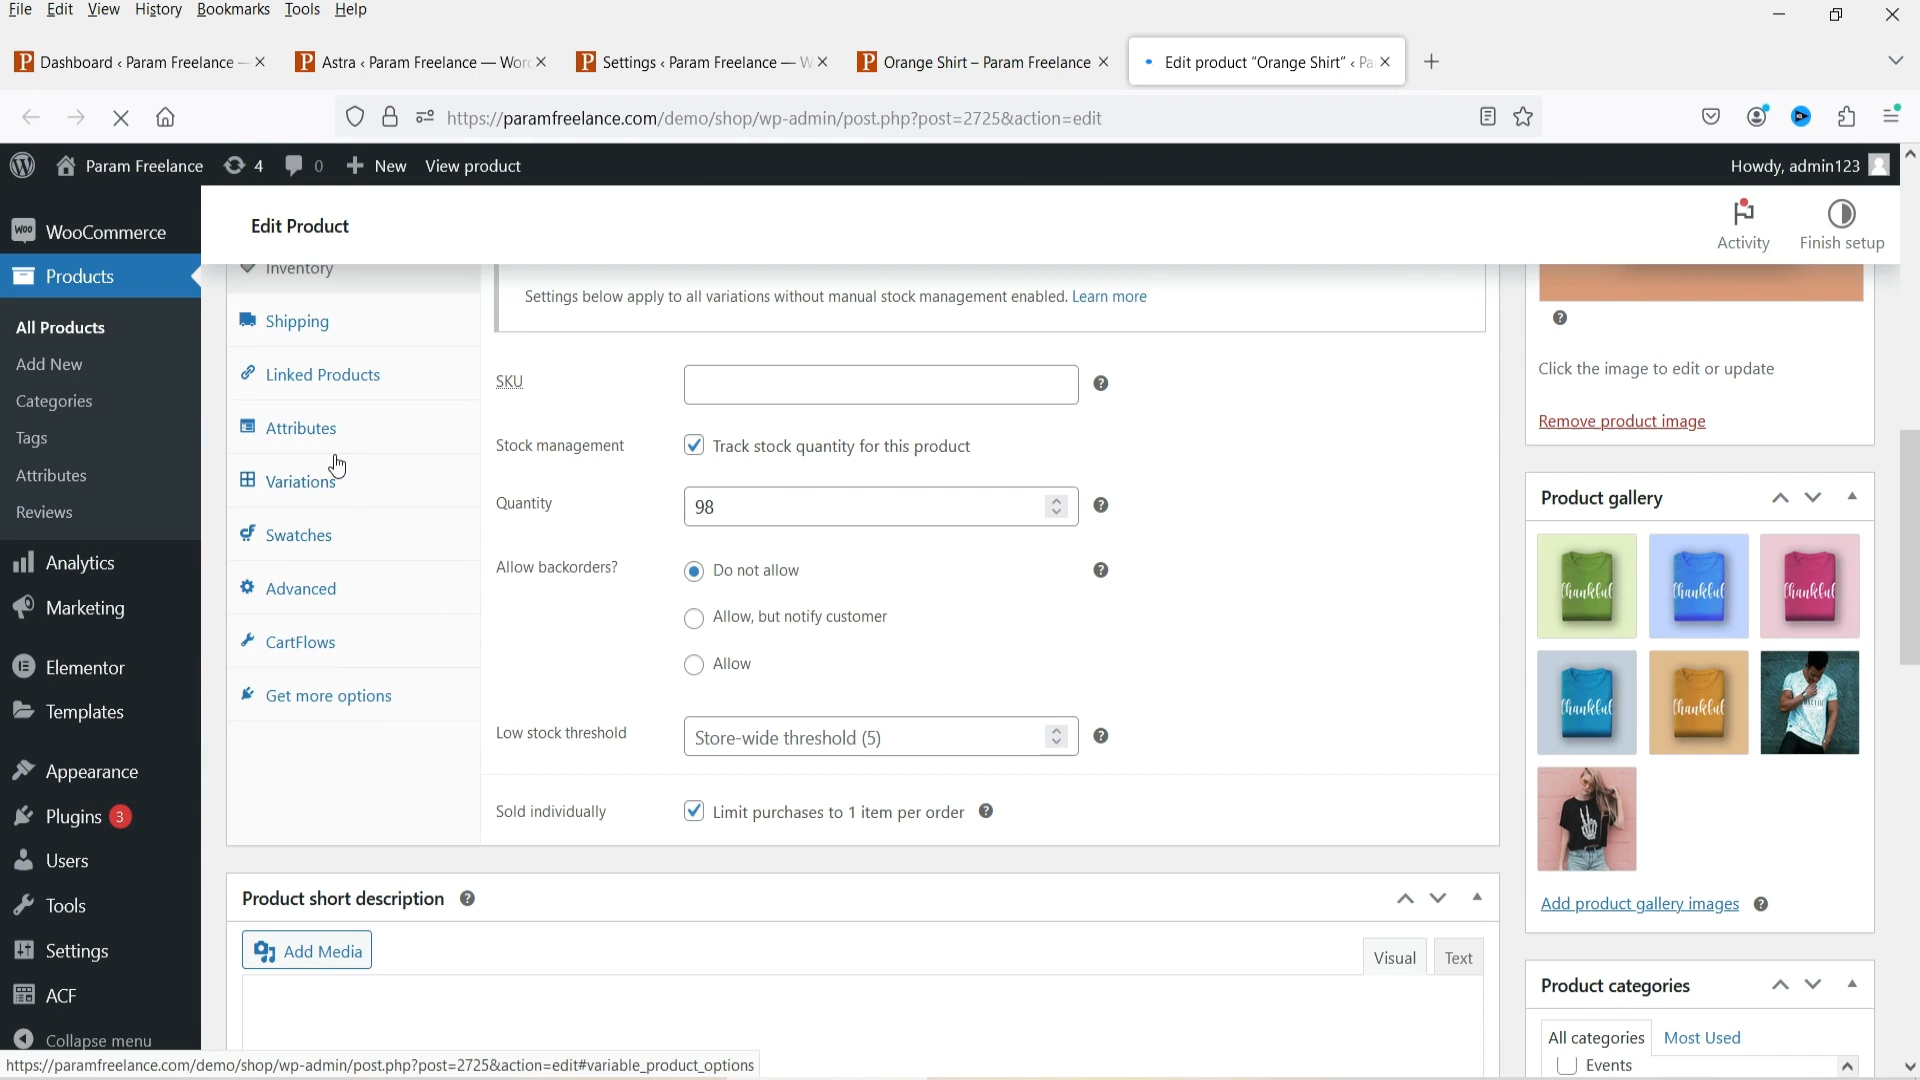 File Edit View History Bookmarks Tools Help
Dashboard ‹ Param Freelance —
Astra ‹ Param Freelance — Word
Settings ‹ Param Freelance — W
Orange Shirt – Param Freelance
Edit product "Orange Shirt" ‹ Pa
https://paramfreelance.com/demo/shop/wp-admin/post.php?post=2725&action=edit
Param Freelance 4 0 New View product
Howdy, admin123
WooCommerce
Products
All Products
Add New
Categories
Tags
Attributes
Reviews
Analytics
Marketing
Elementor
Templates
Appearance
Plugins 3
Users
Tools
Settings
ACF
Collapse menu
Edit Product
Activity
Finish setup
Inventory
Shipping
Linked Products
Attributes
Variations
Swatches
Advanced
CartFlows
Get more options
Settings below apply to all variations without manual stock management enabled. Learn more
SKU
Stock management Track stock quantity for this product
Quantity 98
Allow backorders? Do not allow
Allow, but notify customer
Allow
Low stock threshold Store-wide threshold (5)
Sold individually Limit purchases to 1 item per order
Product short description
Add Media
Visual Text
Click the image to edit or update
Remove product image
Product gallery
thankful thankful thankful
thankful thankful
Add product gallery images
Product categories
All categories Most Used
Events
https://paramfreelance.com/demo/shop/wp-admin/post.php?post=2725&action=edit#variable_product_options